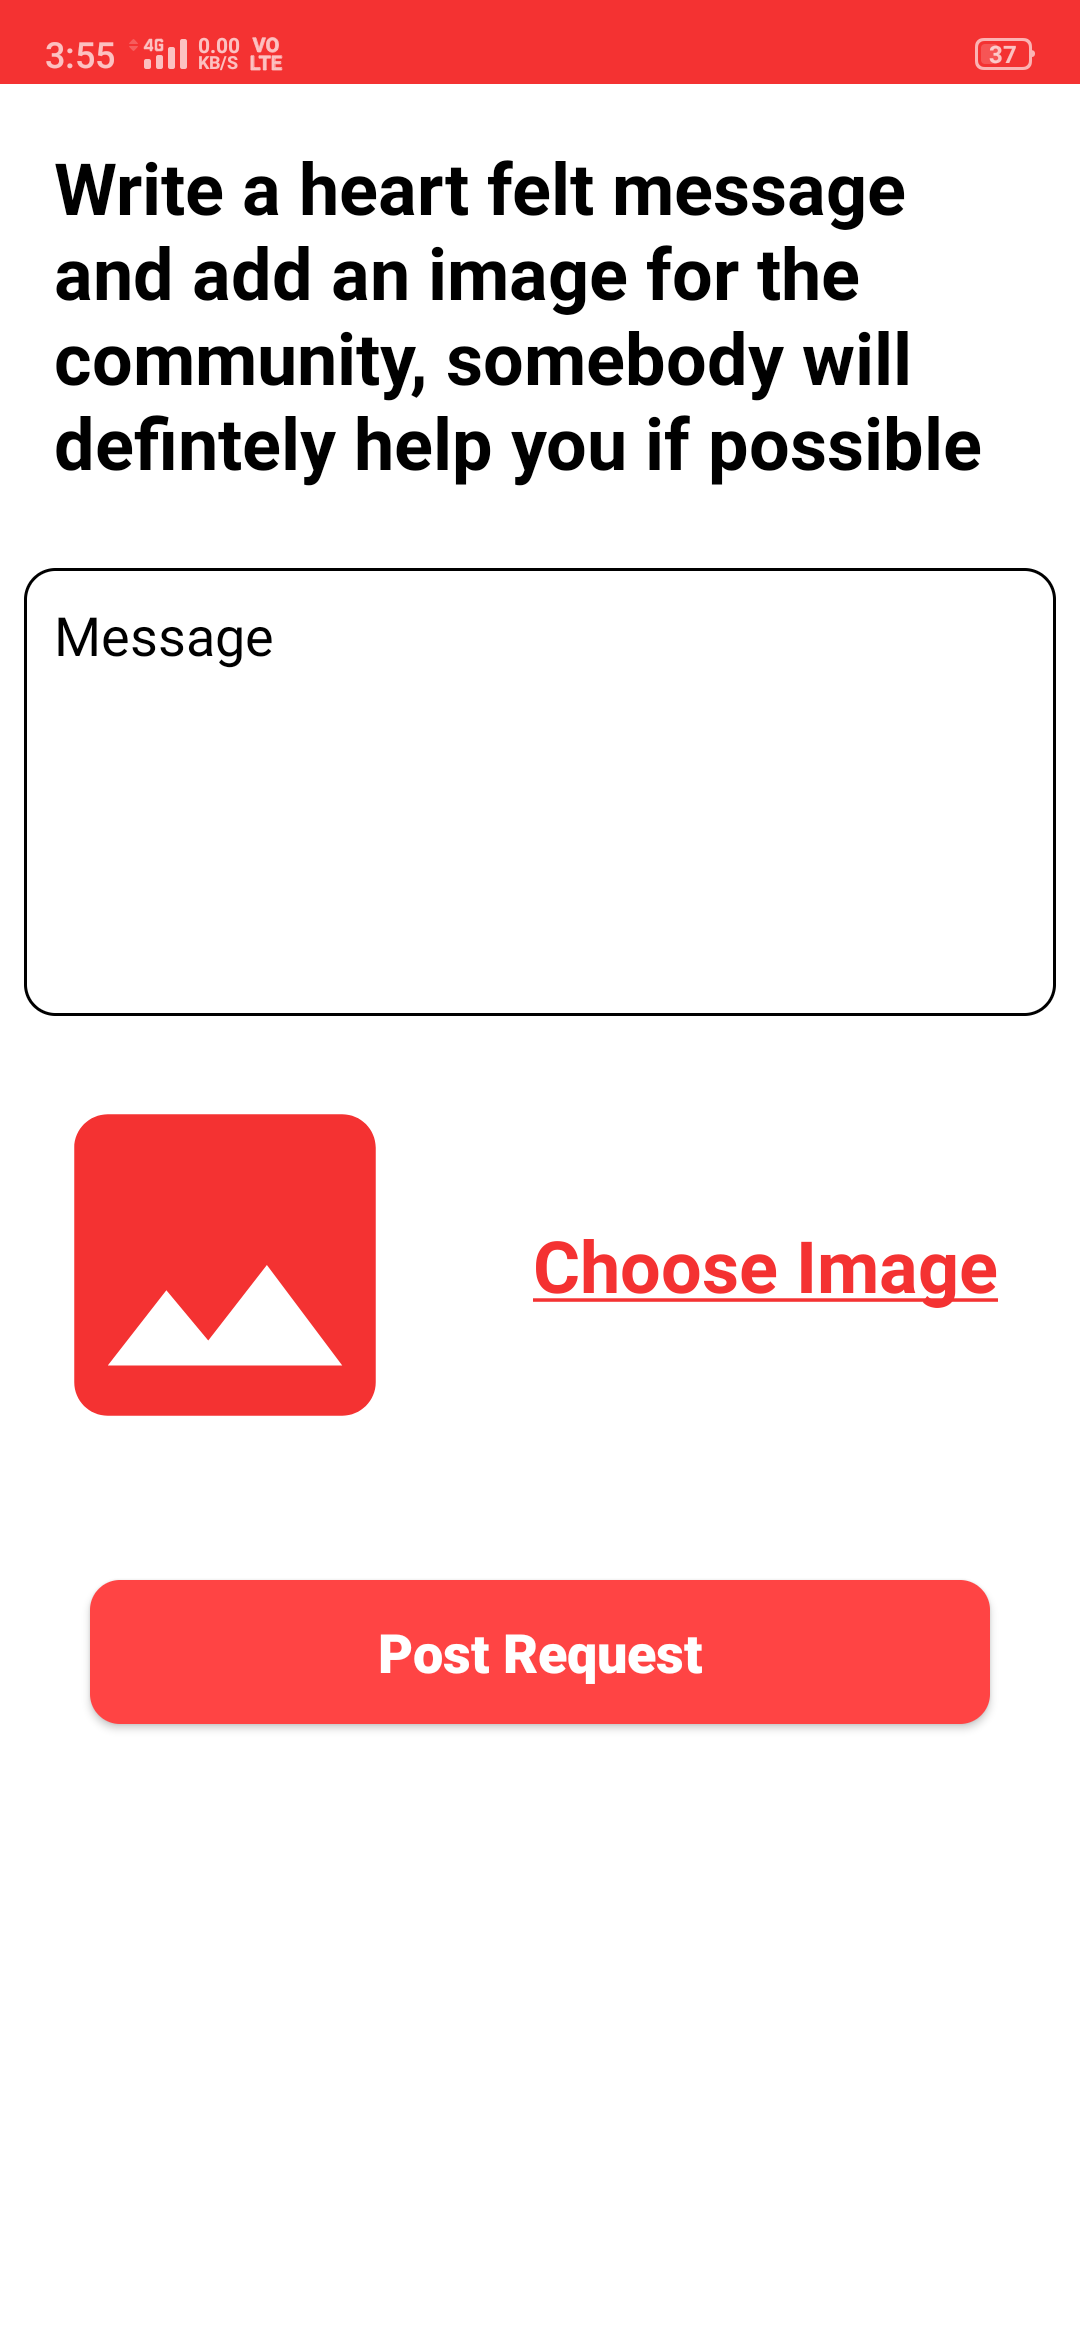 3:55 4G 0.00 KB/S VO LTE 37
Write a heart felt message
and add an image for the
community, somebody will
defintely help you if possible
Message
Choose Image
Post Request